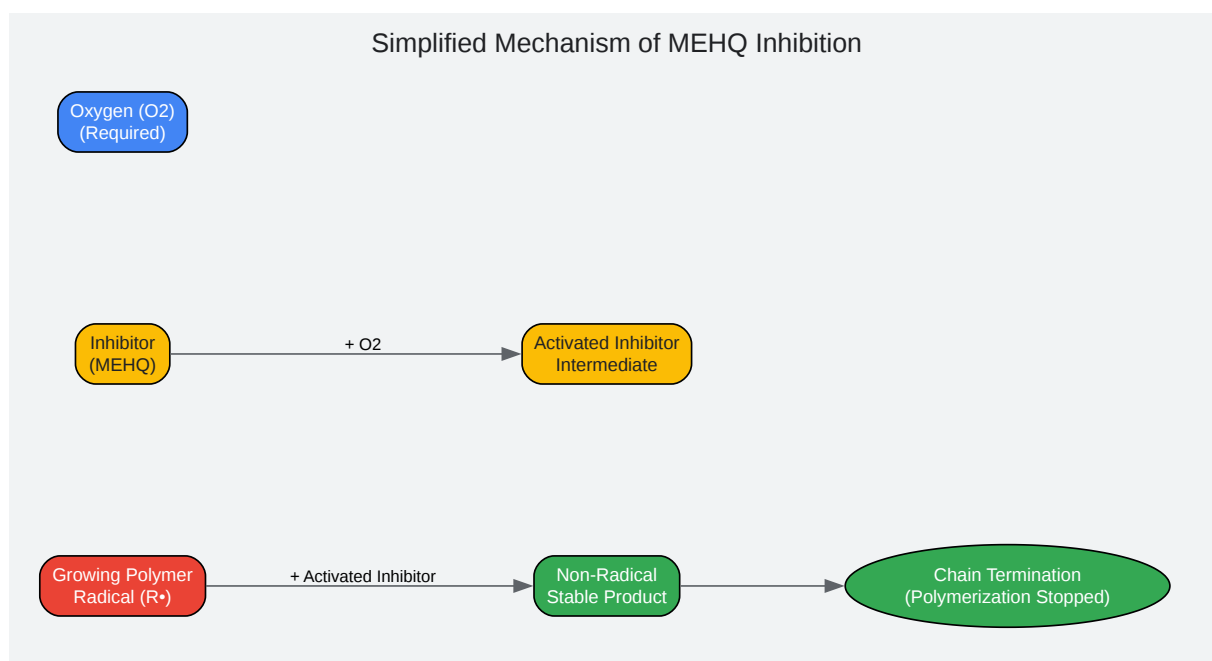 Simplified Mechanism of MEHQ Inhibition
Oxygen (O2)
(Required)
Inhibitor
(MEHQ)
+ O2
Activated Inhibitor
Intermediate
Growing Polymer
Radical (R•)
+ Activated Inhibitor
Non-Radical
Stable Product
Chain Termination
(Polymerization Stopped)